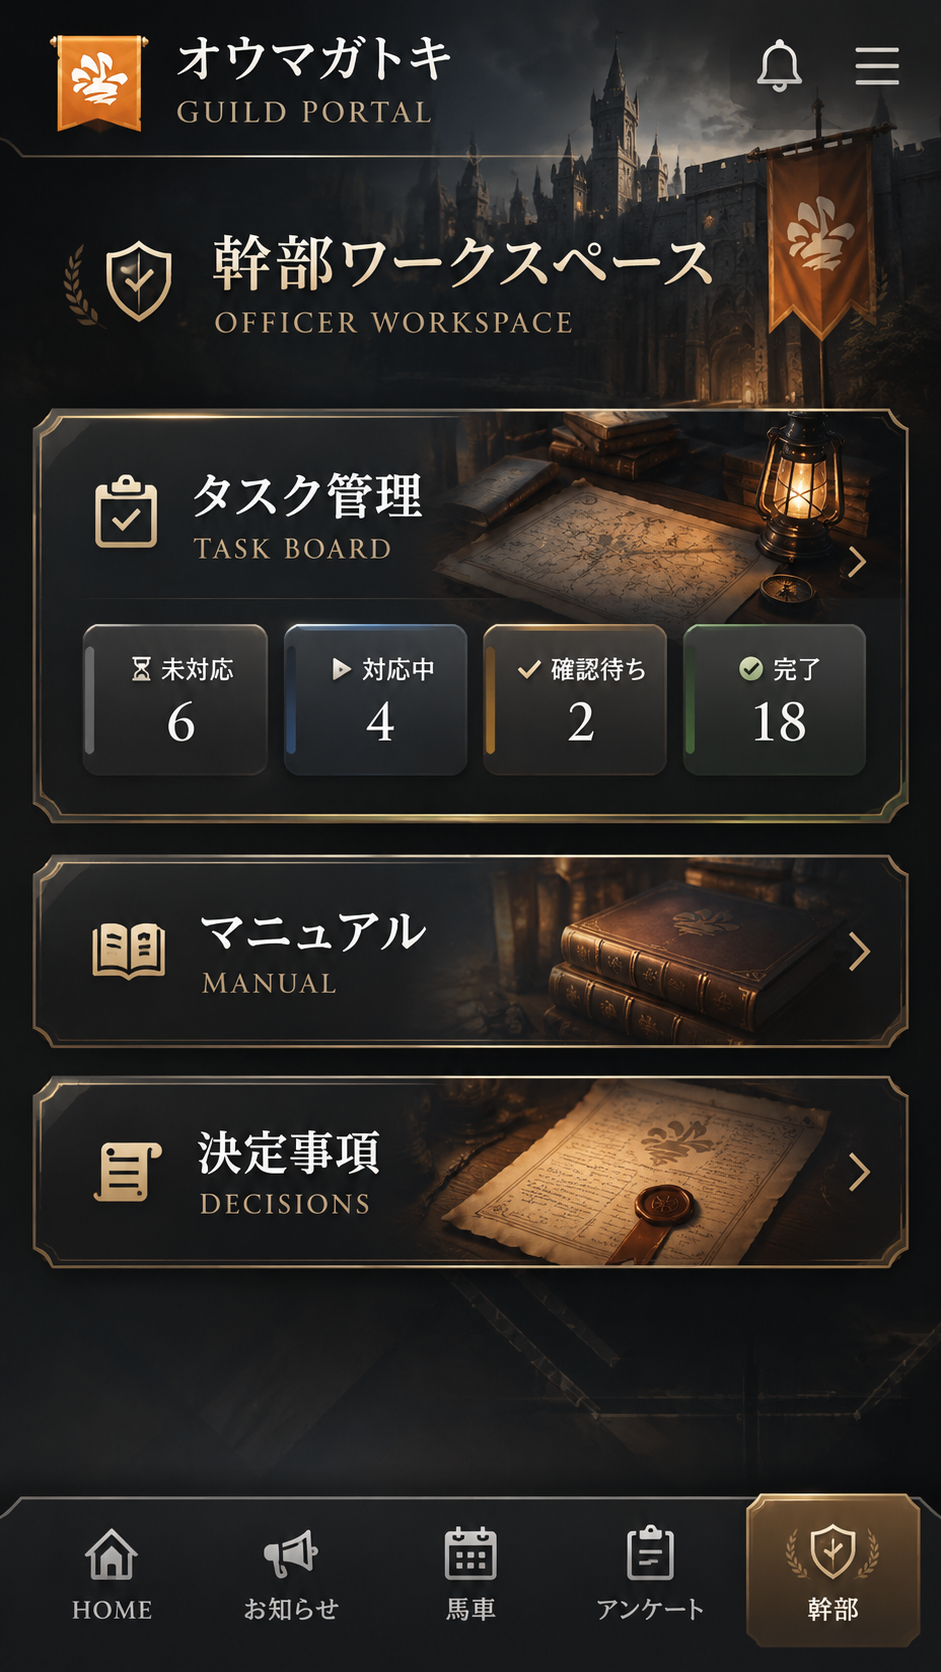 オウマガトキ
GUILD PORTAL
幹部ワークスペース
OFFICER WORKSPACE
タスク管理
TASK BOARD
未対応
6
対応中
4
確認待ち
2
完了
18
マニュアル
MANUAL
決定事項
DECISIONS
HOME
お知らせ
馬車
アンケート
幹部